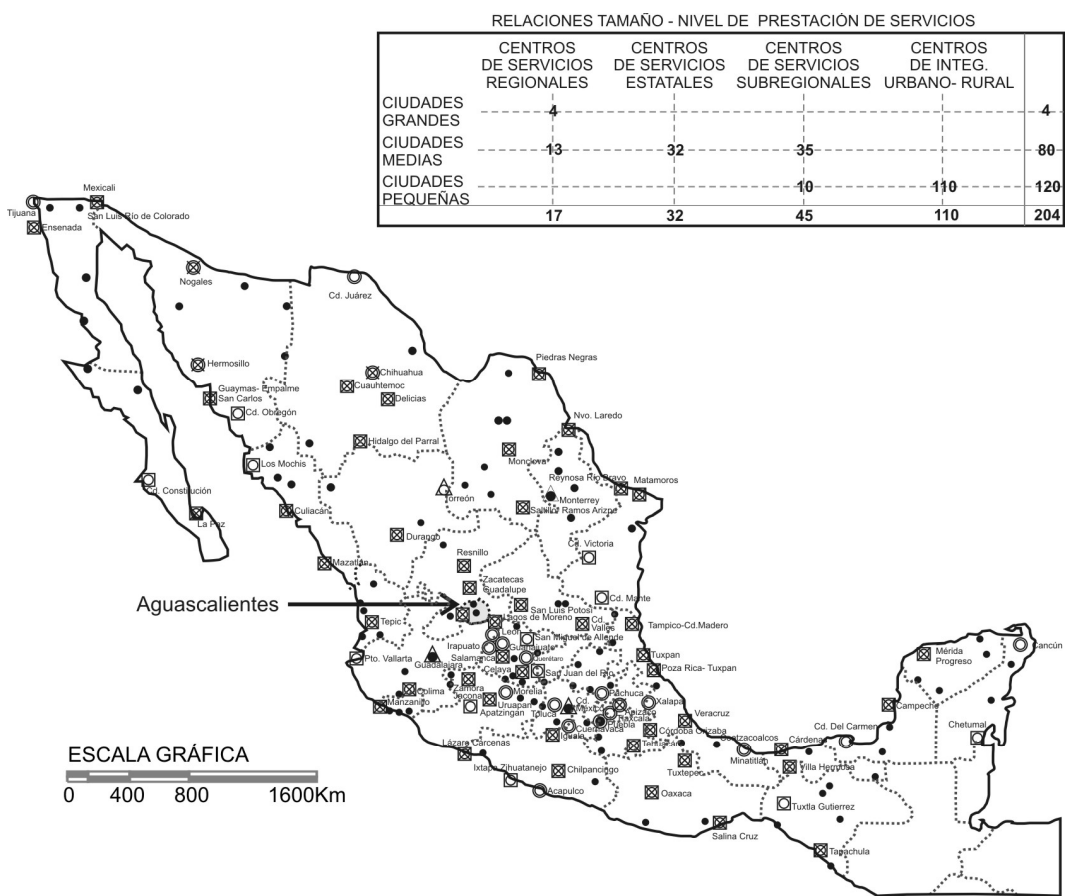 RELACIONES TAMAÑO - NIVEL DE PRESTACIÓN DE SERVICIOS
CENTROS DE SERVICIOS REGIONALES
CENTROS DE SERVICIOS ESTATALES
CENTROS DE SERVICIOS SUBREGIONALES
CENTROS DE INTEG. URBANO- RURAL
CIUDADES GRANDES 4 4
CIUDADES MEDIAS 13 32 35 80
CIUDADES PEQUEÑAS 10 110 120
17 32 45 110 204
Mexicali
Tijuana
San Luis Río de Colorado
Ensenada
Nogales
Cd. Juárez
Hermosillo
Chihuahua
Piedras Negras
Cuauhtemoc
Guaymas- Empalme
San Carlos
Delicias
Cd. Obregón
Nvo. Laredo
Hidalgo del Parral
Monclova
Los Mochis
Reynosa Río Bravo
Matamoros
Cd. Constitución
Torreón
Monterrey
La Paz
Culiacán
Saltillo/ Ramos Arizpe
Durango
Cd. Victoria
Mazatlán
Resnillo
Zacatecas
Guadalupe
Cd. Mante
Aguascalientes
San Luis Potosí
Lagos de Moreno
Tepic
Cd.
Valles
Tampico-Cd.Madero
León
San Miguel de Allende
Irapuato
Guanajuato
Pto. Vallarta
Guadalajara
Salamanca
Querétaro
Tuxpan
Celaya
San Juan del Río
Poza Rica- Tuxpan
Mérida
Progreso
Cancún
Colima
Zamora
Jacona
Morelia
Pachuca
Manzanillo
Uruapan
Apatzingan
Toluca
Cd.
México
Apizaco
Tlaxcala
Xalapa
Campeche
Puebla
Cuernavaca
Veracruz
Cd. Del Carmen
Chetumal
Iguala
Córdoba Orizaba
Coatzacoalcos
Cárdenas
Tehuacán
Minatitlán
Lázaro Cárcenas
Villa Hermosa
Ixtapa Zihuatanejo
Chilpancingo
Tuxtepec
Acapulco
Oaxaca
Tuxtla Gutierrez
Salina Cruz
Tapachula
ESCALA GRÁFICA
0 400 800 1600Km